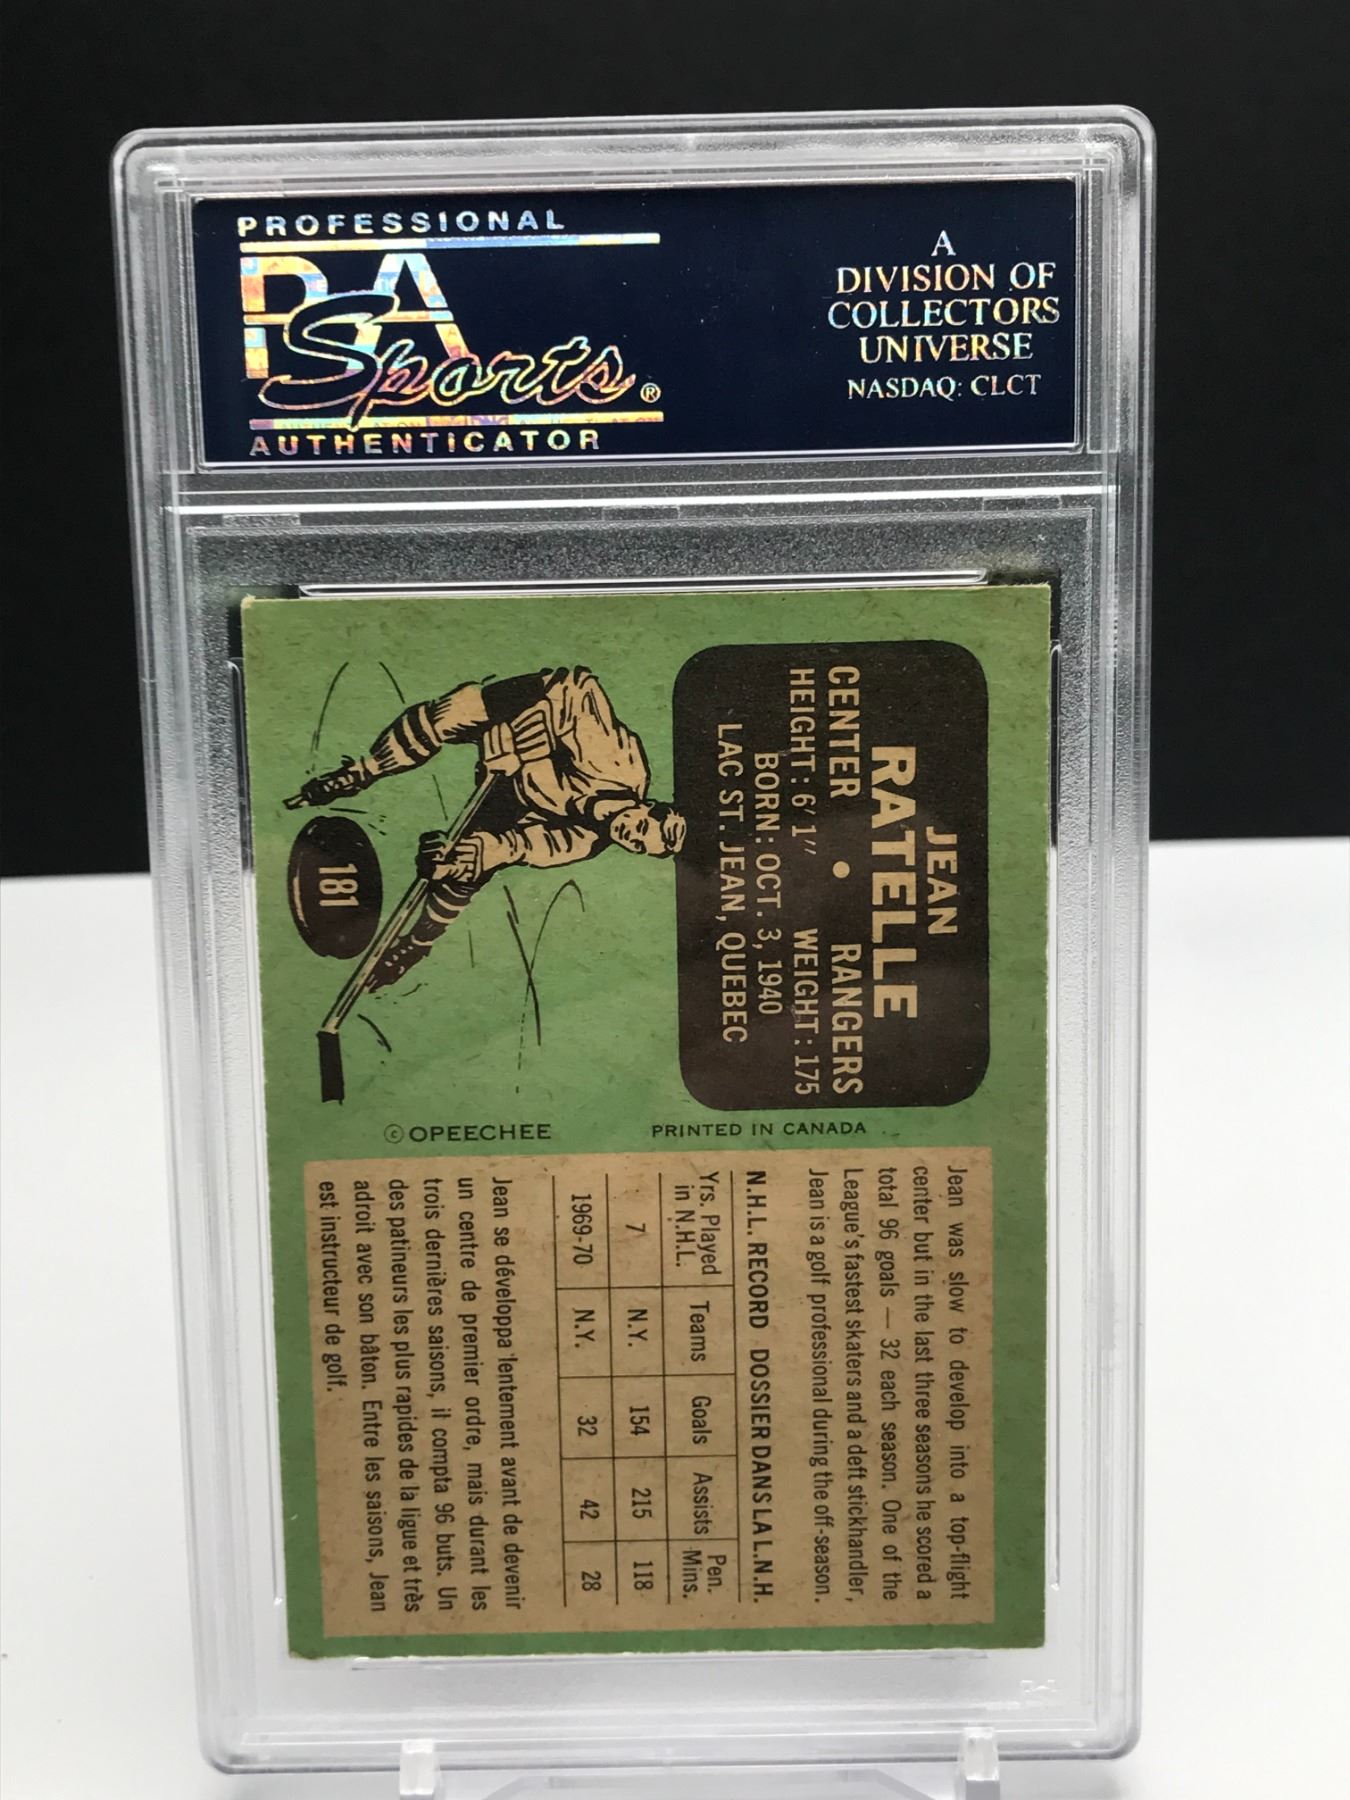 PROFESSIONAL
PSA
Sports®
AUTHENTICATOR
A
DIVISION OF
COLLECTORS
UNIVERSE
NASDAQ: CLCT
JEAN
RATELLE
CENTER • RANGERS
HEIGHT: 6'1" WEIGHT: 175
BORN: OCT. 3, 1940
LAC ST. JEAN, QUEBEC
181
© OPEECHEE
PRINTED IN CANADA
Jean was slow to develop into a top-flight
center but in the last three seasons he scored a
total 96 goals — 32 each season. One of the
League's fastest skaters and a deft stickhandler,
Jean is a golf professional during the off-season.
N.H.L. RECORD DOSSIER DANS LA L.N.H.
Yrs. Played in N.H.L. Teams Goals Assists Pen. Mins.
7 N.Y. 154 215 118
1969-70 N.Y. 32 42 28
Jean se développa lentement avant de devenir
un centre de premier ordre, mais durant les
trois dernières saisons, il compta 96 buts. Un
des patineurs les plus rapides de la ligue et très
adroit avec son bâton. Entre les saisons, Jean
est instructeur de golf.